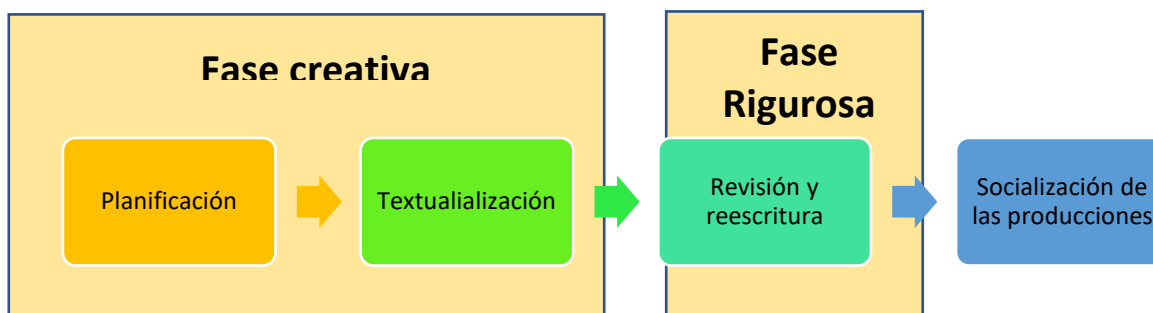 Fase creativa
Fase
Rigurosa
Planificación
Textualialización
Revisión y
reescritura
Socialización de
las producciones